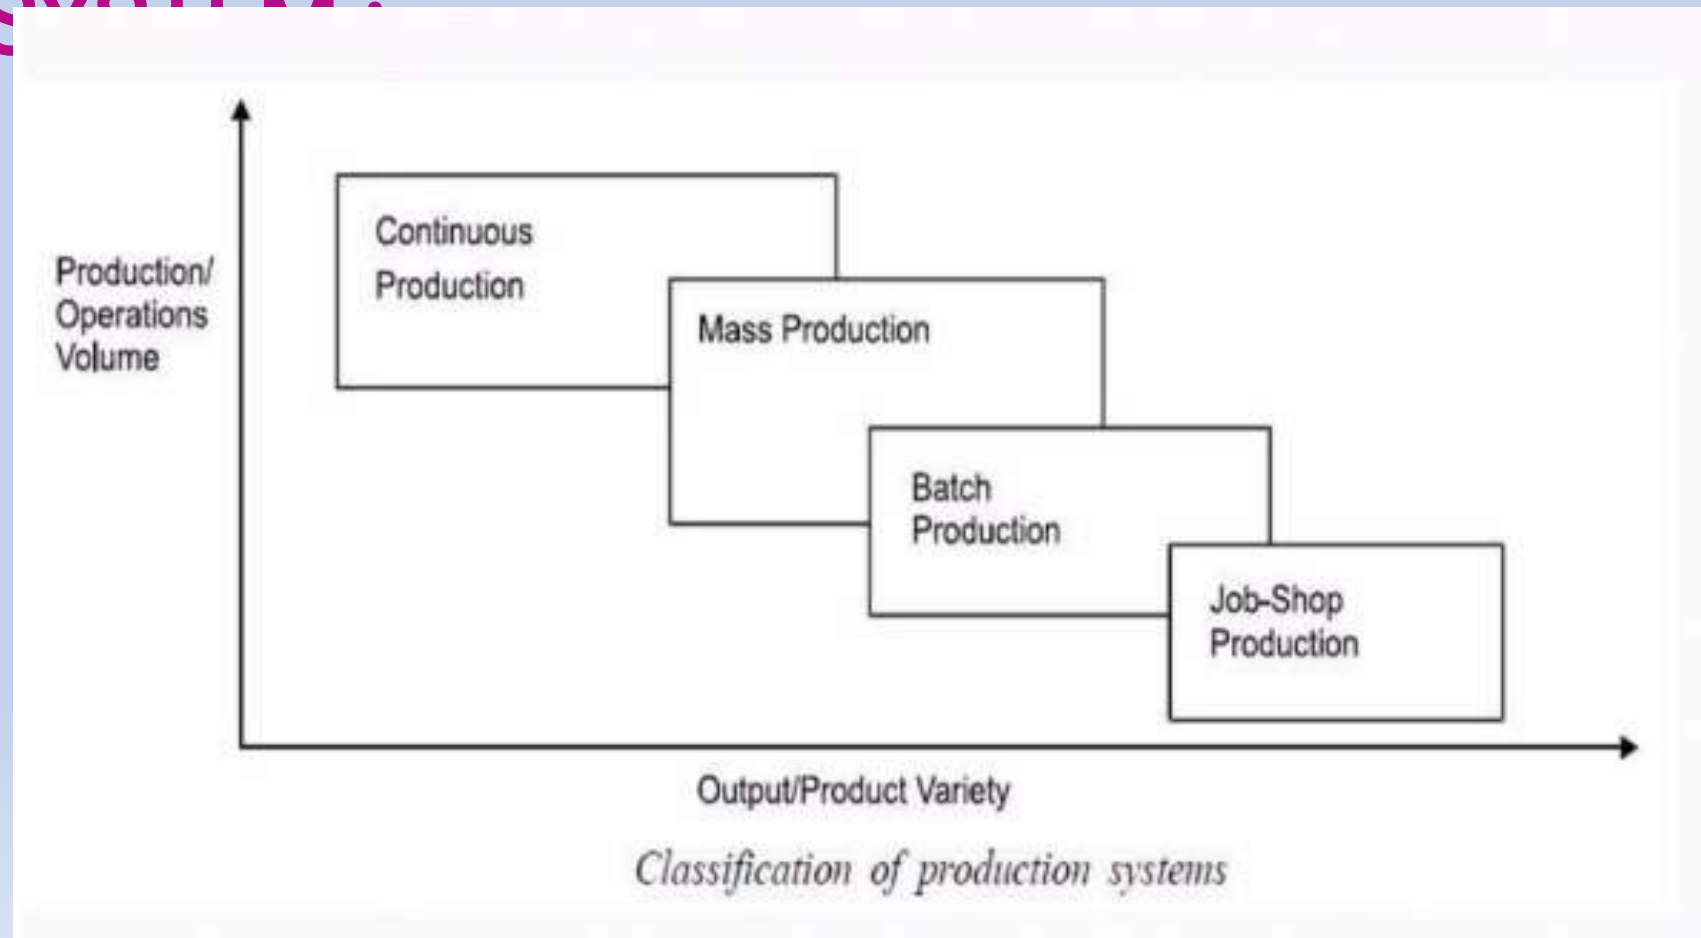 Continuous
Production
Production/
Operations
Volume
Mass Production
Batch
Production
Job-Shop
Production
Output/Product Variety
Classification of production systems